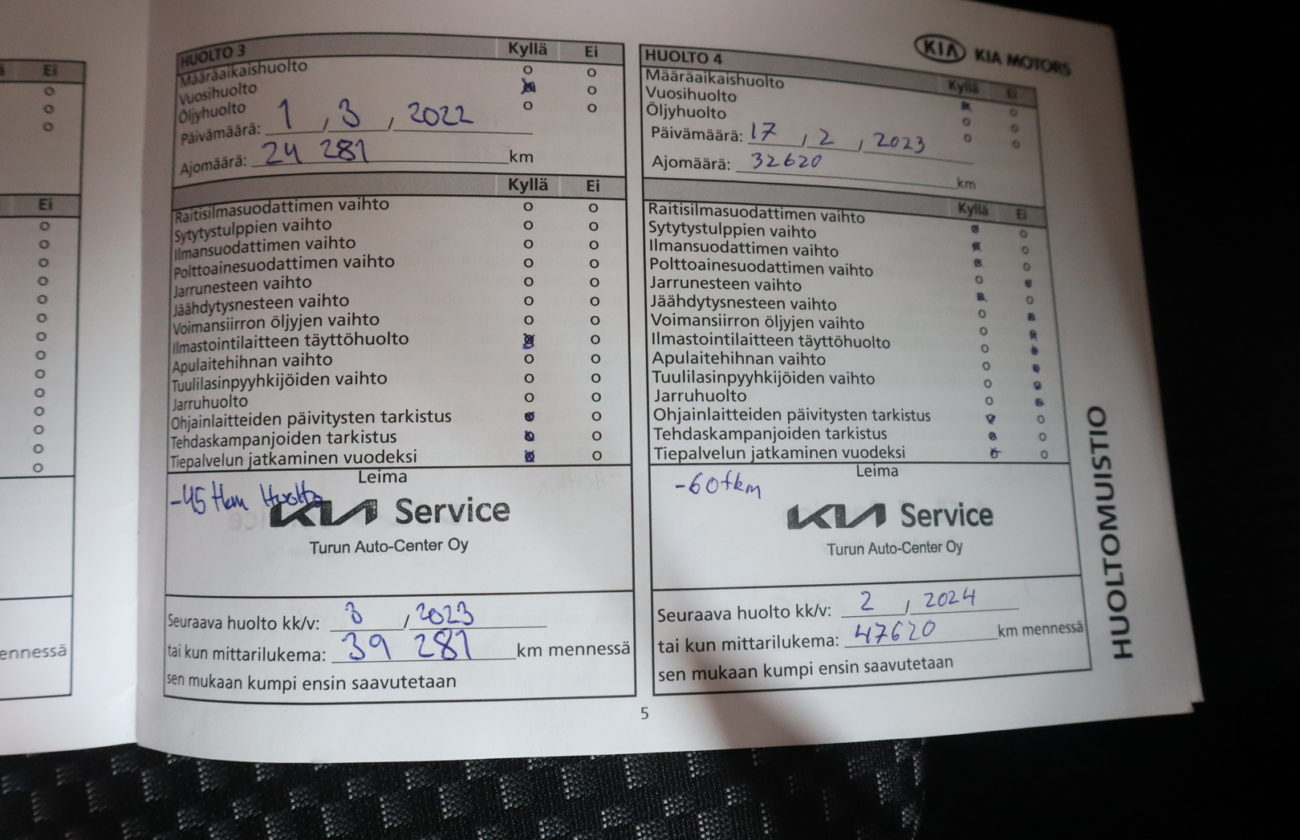 Ei
Ei
ennessä
HUOLTO 3 Kyllä Ei
Määräaikaishuolto
Vuosihuolto
Öljyhuolto
Päivämäärä: 1 , 3 , 2022
Ajomäärä: 24 281 km
Kyllä Ei
Raitisilmasuodattimen vaihto
Sytytystulppien vaihto
Ilmansuodattimen vaihto
Polttoainesuodattimen vaihto
Jarrunesteen vaihto
Jäähdytysnesteen vaihto
Voimansiirron öljyjen vaihto
Ilmastointilaitteen täyttöhuolto
Apulaitehihnan vaihto
Tuulilasinpyyhkijöiden vaihto
Jarruhuolto
Ohjainlaitteiden päivitysten tarkistus
Tehdaskampanjoiden tarkistus
Tiepalvelun jatkaminen vuodeksi
Leima
-45 tkm Huolto
KIA Service
Turun Auto-Center Oy
Seuraava huolto kk/v: 3 / 2023
tai kun mittarilukema: 39 281 km mennessä
sen mukaan kumpi ensin saavutetaan
KIA KIA MOTORS
HUOLTO 4 Kyllä Ei
Määräaikaishuolto
Vuosihuolto
Öljyhuolto
Päivämäärä: 17 , 2 , 2023
Ajomäärä: 32620 km
Kyllä Ei
Raitisilmasuodattimen vaihto
Sytytystulppien vaihto
Ilmansuodattimen vaihto
Polttoainesuodattimen vaihto
Jarrunesteen vaihto
Jäähdytysnesteen vaihto
Voimansiirron öljyjen vaihto
Ilmastointilaitteen täyttöhuolto
Apulaitehihnan vaihto
Tuulilasinpyyhkijöiden vaihto
Jarruhuolto
Ohjainlaitteiden päivitysten tarkistus
Tehdaskampanjoiden tarkistus
Tiepalvelun jatkaminen vuodeksi
Leima
-60tkm
KIA Service
Turun Auto-Center Oy
Seuraava huolto kk/v: 2 / 2024
tai kun mittarilukema: 47620 km mennessä
sen mukaan kumpi ensin saavutetaan
HUOLTOMUISTIO
5